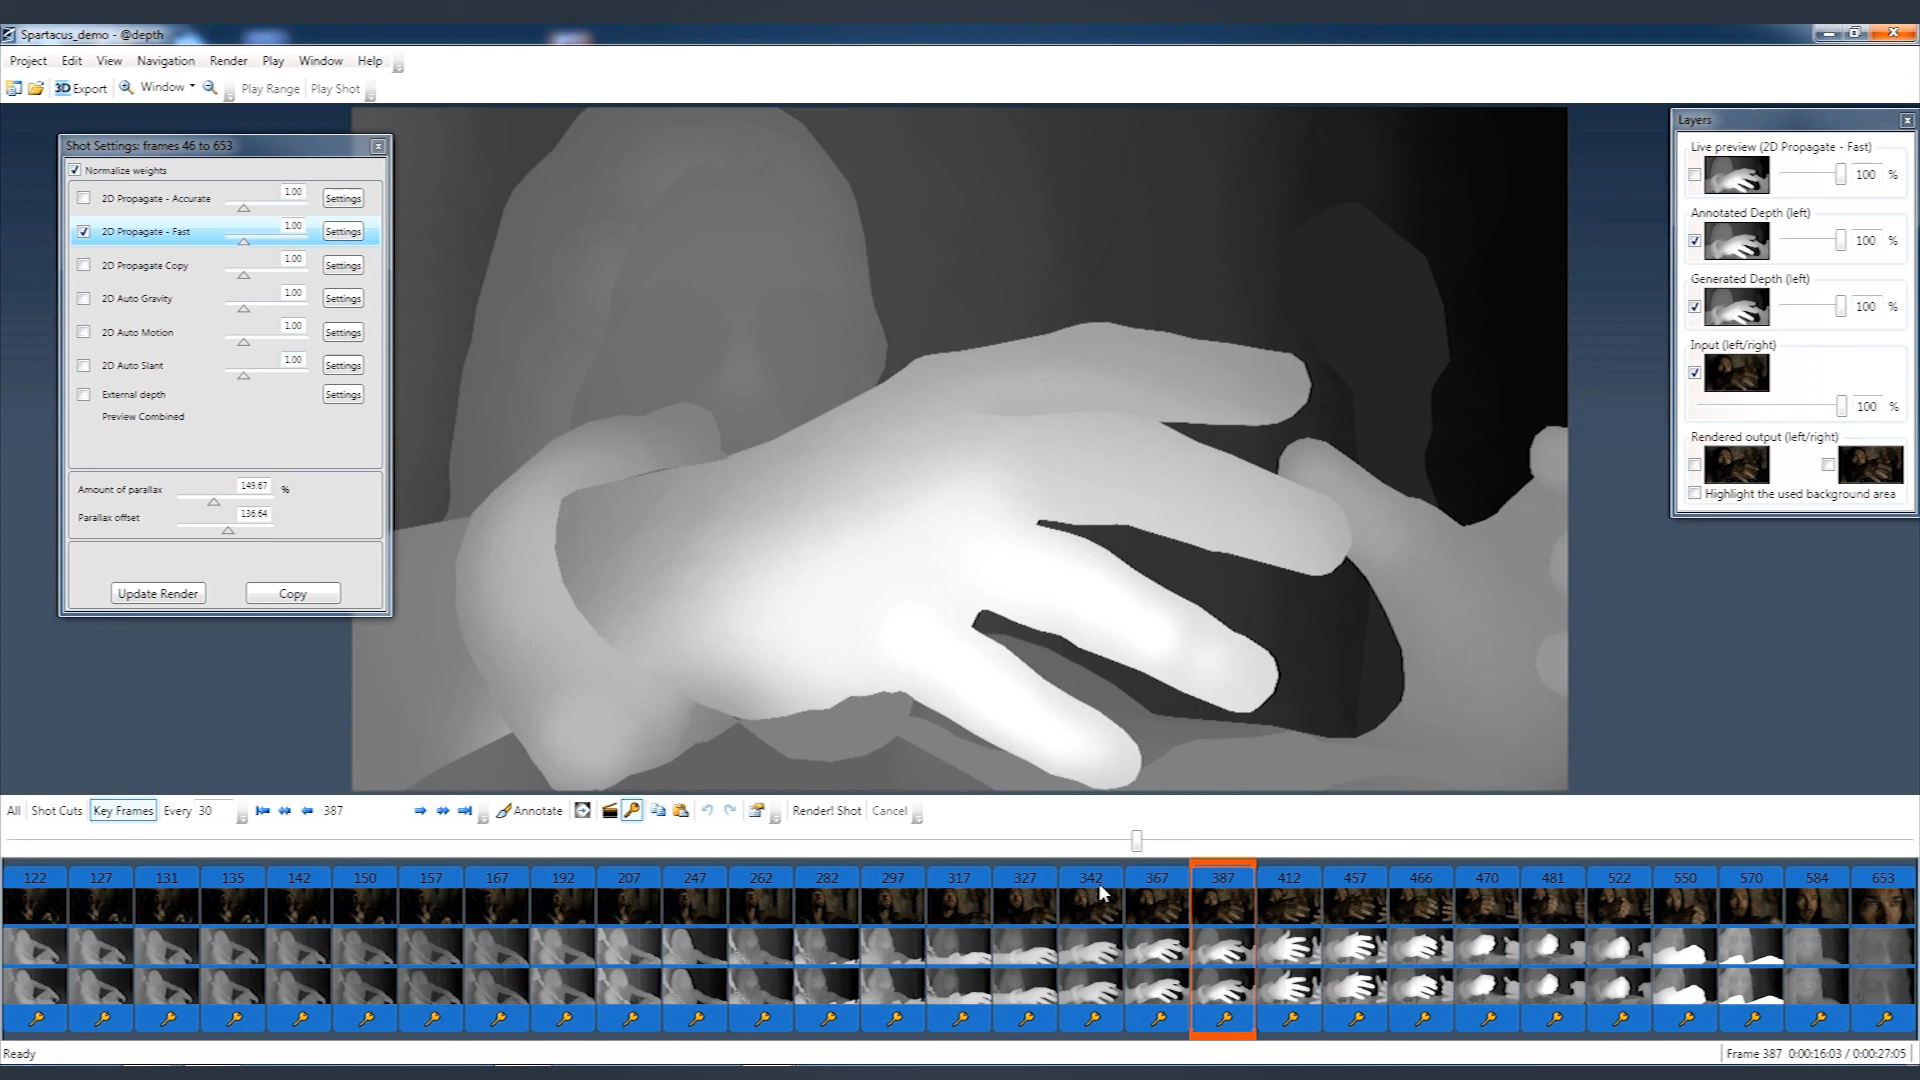 Spartacus_demo - @depth
Project Edit View Navigation Render Play Window Help
3D Export Window Play Range Play Shot
Shot Settings: frames 46 to 653
Normalize weights
2D Propagate - Accurate 1.00 Settings
2D Propagate - Fast 1.00 Settings
2D Propagate Copy 1.00 Settings
2D Auto Gravity 1.00 Settings
2D Auto Motion 1.00 Settings
2D Auto Slant 1.00 Settings
External depth Settings
Preview Combined
Amount of parallax 149.67 %
Parallax offset 136.64
Update Render Copy
Layers
Live preview (2D Propagate - Fast)
100 %
Annotated Depth (left)
100 %
Generated Depth (left)
100 %
Input (left/right)
100 %
Rendered output (left/right)
Highlight the used background area
All Shot Cuts Key Frames Every 30 387 Annotate Render! Shot Cancel
122 127 131 135 142 150 157 167 192 207 247 262 282 297 317 327 342 367 387 412 457 466 470 481 522 550 570 584 653
Ready Frame 387 0:00:16:03 / 0:00:27:05